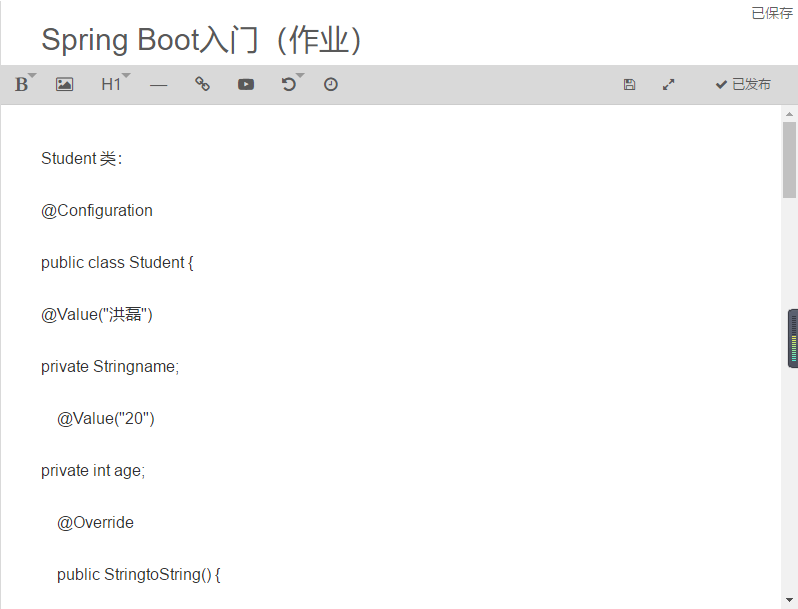 已保存
Spring Boot入门（作业）
B H1 已发布
Student 类：
@Configuration
public class Student {
@Value("洪磊")
private Stringname;
@Value("20")
private int age;
@Override
public StringtoString() {